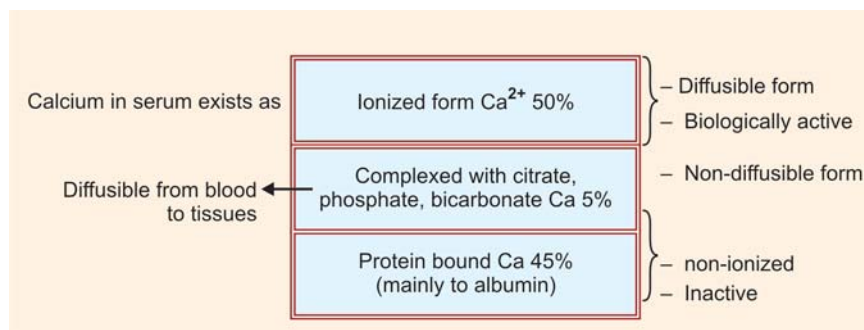 Calcium in serum exists as
Ionized form Ca²⁺ 50%
– Diffusible form
– Biologically active
Diffusible from blood
to tissues
Complexed with citrate,
phosphate, bicarbonate Ca 5%
– Non-diffusible form
Protein bound Ca 45%
(mainly to albumin)
– non-ionized
– Inactive